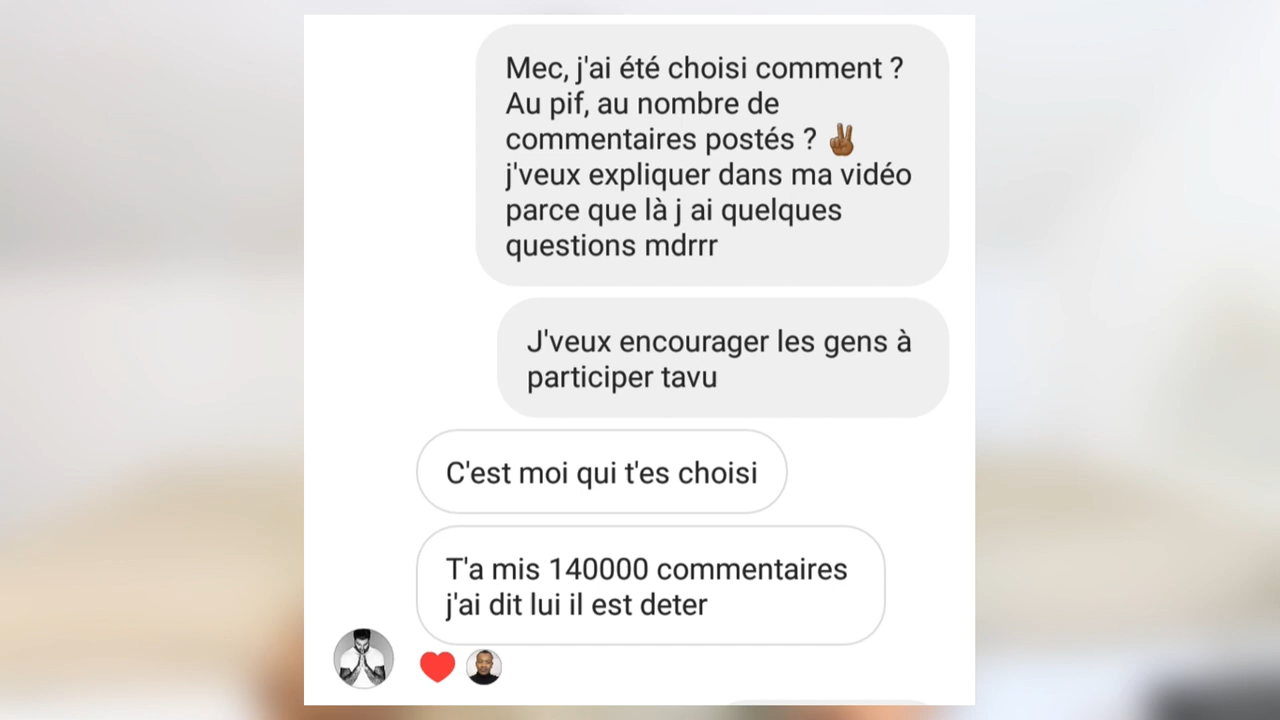 Mec, j'ai été choisi comment ?
Au pif, au nombre de
commentaires postés ? ✌🏾
j'veux expliquer dans ma vidéo
parce que là j ai quelques
questions mdrrr
J'veux encourager les gens à
participer tavu
C'est moi qui t'es choisi
T'a mis 140000 commentaires
j'ai dit lui il est deter